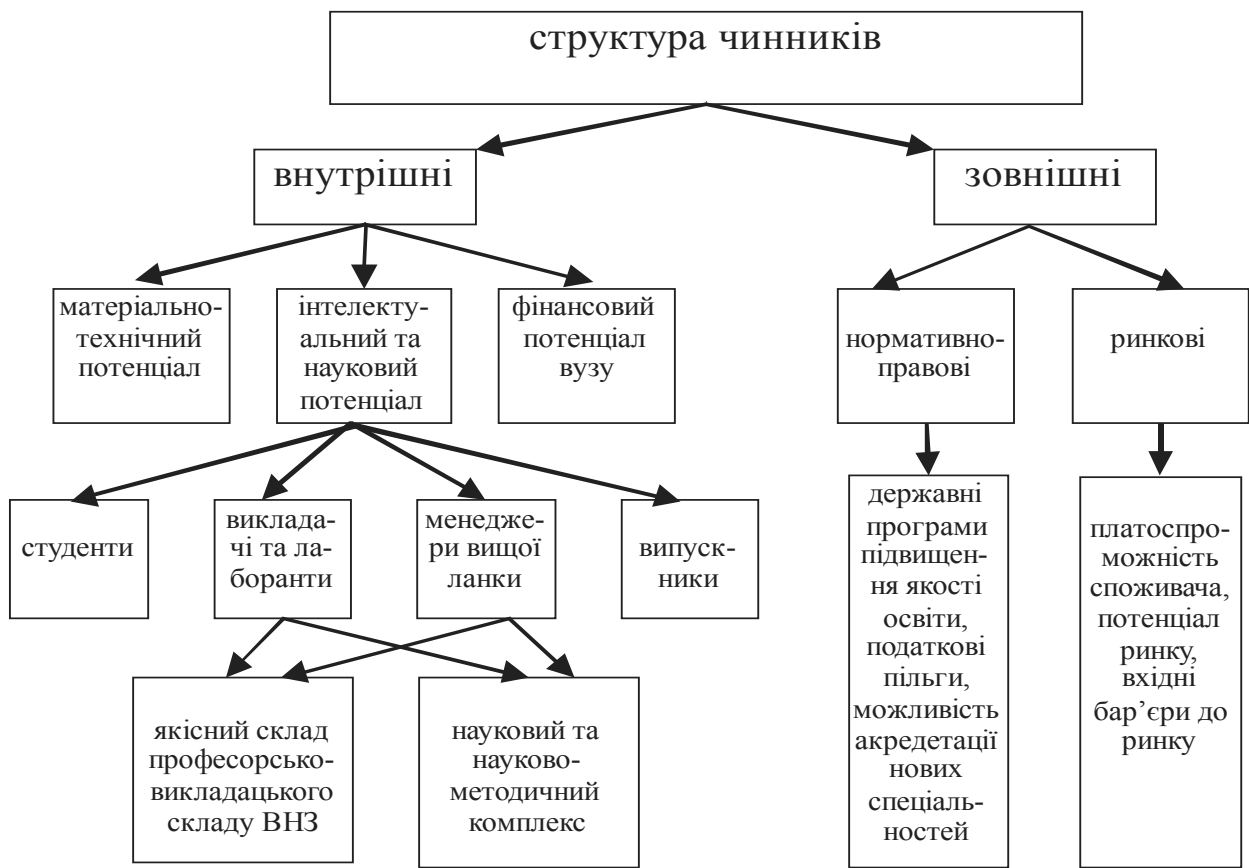 структура чинників
внутрішні
зовнішні
матеріально-
технічний
потенціал
інтелекту-
альний та
науковий
потенціал
фінансовий
потенціал
вузу
нормативно-
правові
ринкові
студенти
виклада-
чі та ла-
боранти
менедже-
ри вищої
ланки
випуск-
ники
державні
програми
підвищен-
ня якості
освіти,
податкові
пільги,
можливість
акредетації
нових
спеціаль-
ностей
платоспро-
можність
споживача,
потенціал
ринку,
вхідні
бар’єри до
ринку
якісний склад
професорсько-
викладацького
складу ВНЗ
науковий та
науково-
методичний
комплекс